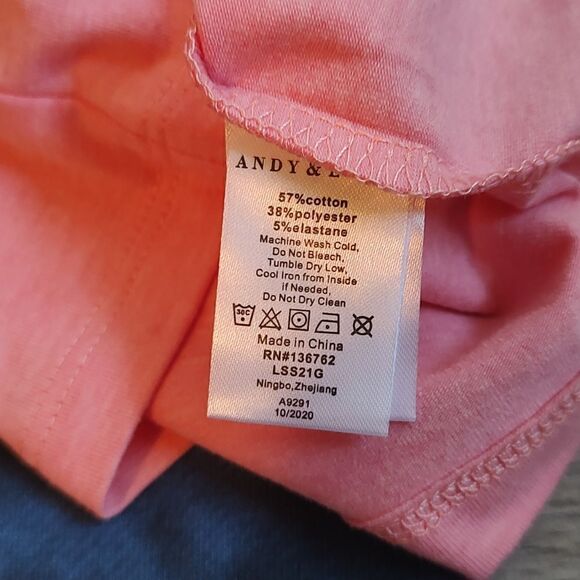 ANDY &
57%cotton
38%polyester
5%elastane
Machine Wash Cold,
Do Not Bleach,
Tumble Dry Low,
Cool Iron from Inside
if Needed,
Do Not Dry Clean
30C
Made in China
RN#136762
LSS21G
Ningbo,Zhejiang
A9291
10/2020